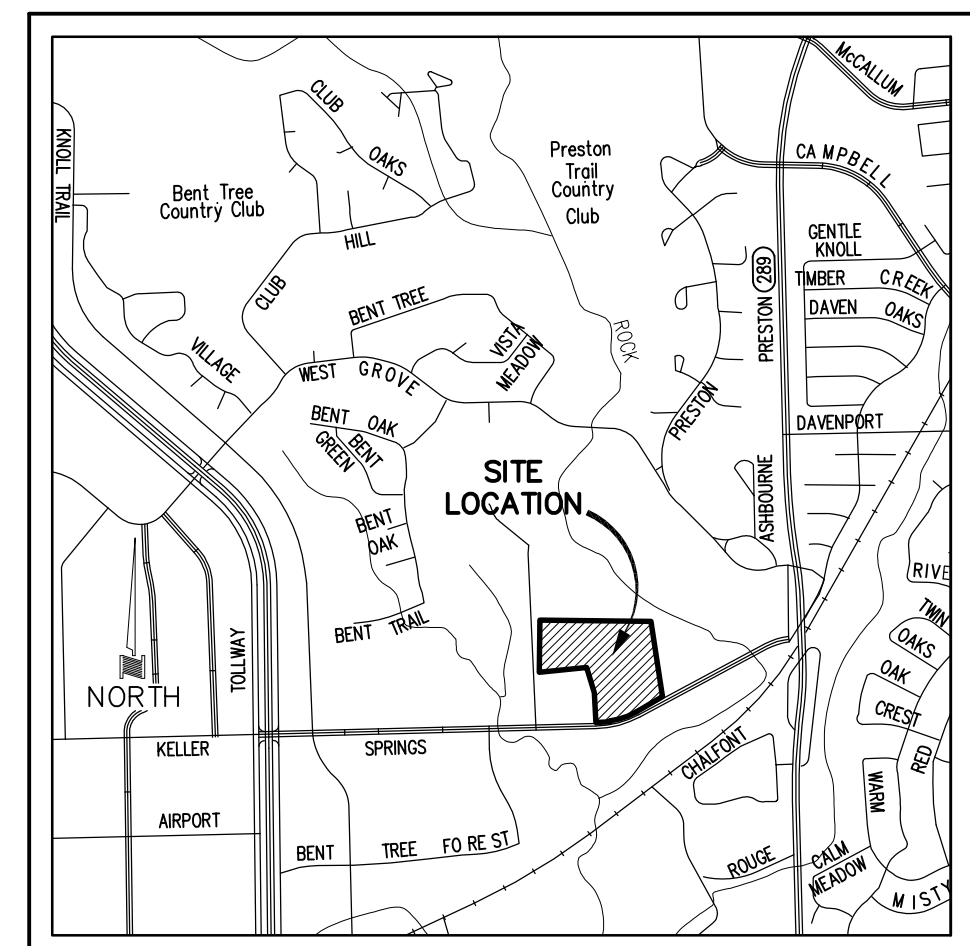 McCALLUM
CLUB
OAKS
KNOLL TRAIL
Bent Tree
Country Club
Preston
Trail
Country
Club
CAMPBELL
HILL
GENTLE
KNOLL
PRESTON
289
TIMBER CREEK
CLUB
BENT TREE
DAVEN OAKS
ROCK
VISTA
MEADOW
VILLAGE
WEST GROVE
PRESTON
BENT OAK
BENT
GREEN
DAVENPORT
SITE
LOCATION
ASHBOURNE
BENT
OAK
RIVE
TWIN
OAKS
BENT TRAIL
TOLLWAY
OAK
CREST
NORTH
KELLER SPRINGS
CHALFONT
RED
WARM
AIRPORT
BENT TREE FOREST
ROUGE
CALM
MEADOW
MISTY